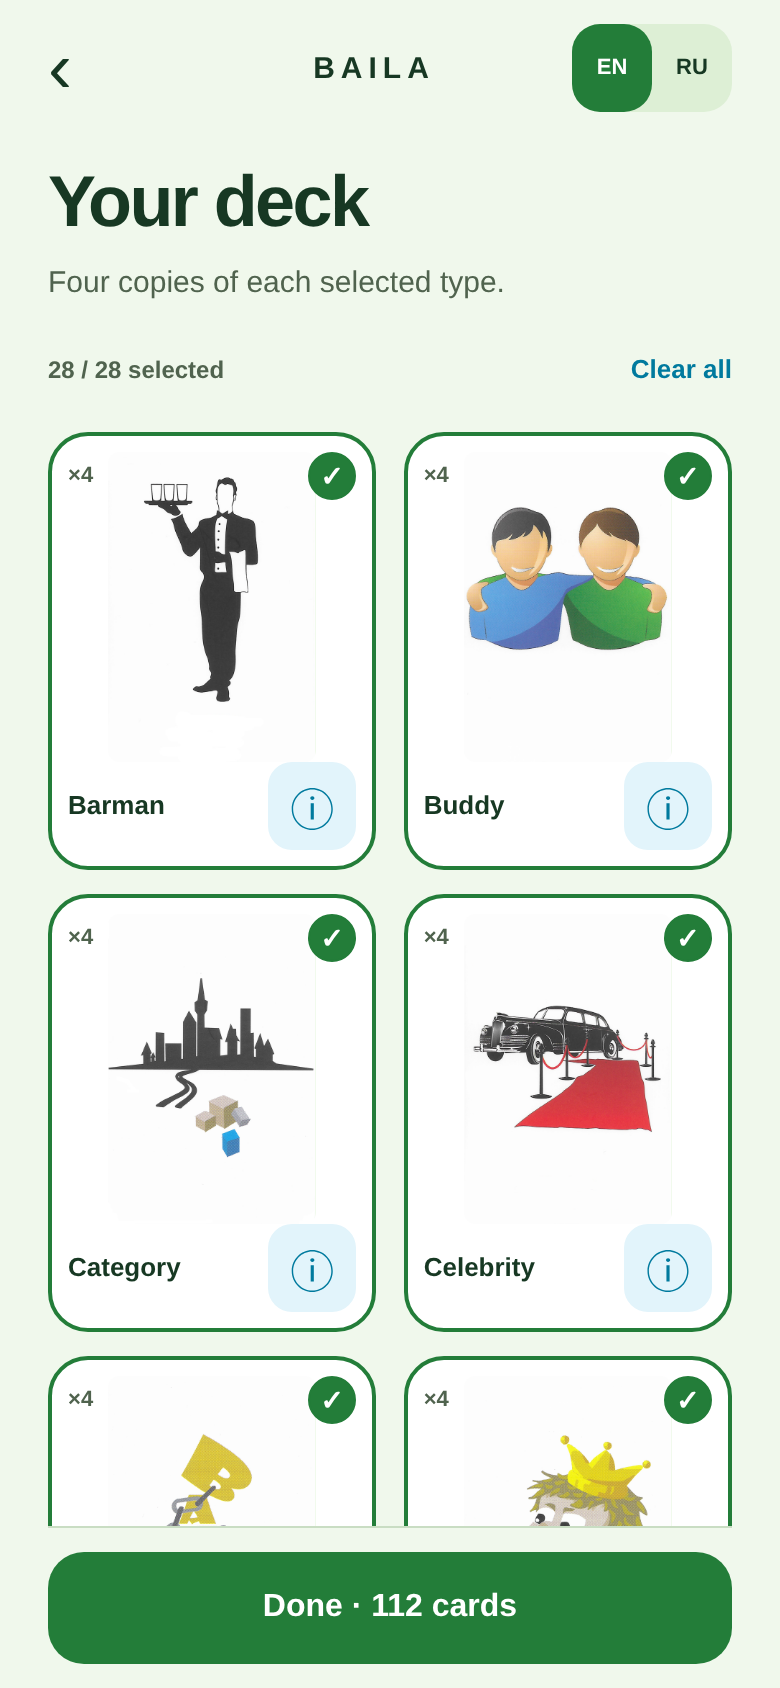 BAILA
EN RU
Your deck
Four copies of each selected type.
28 / 28 selected
Clear all
×4 ✓
×4 ✓
Barman
Buddy
×4 ✓
×4 ✓
Category
Celebrity
×4 ✓
×4 ✓
Done · 112 cards